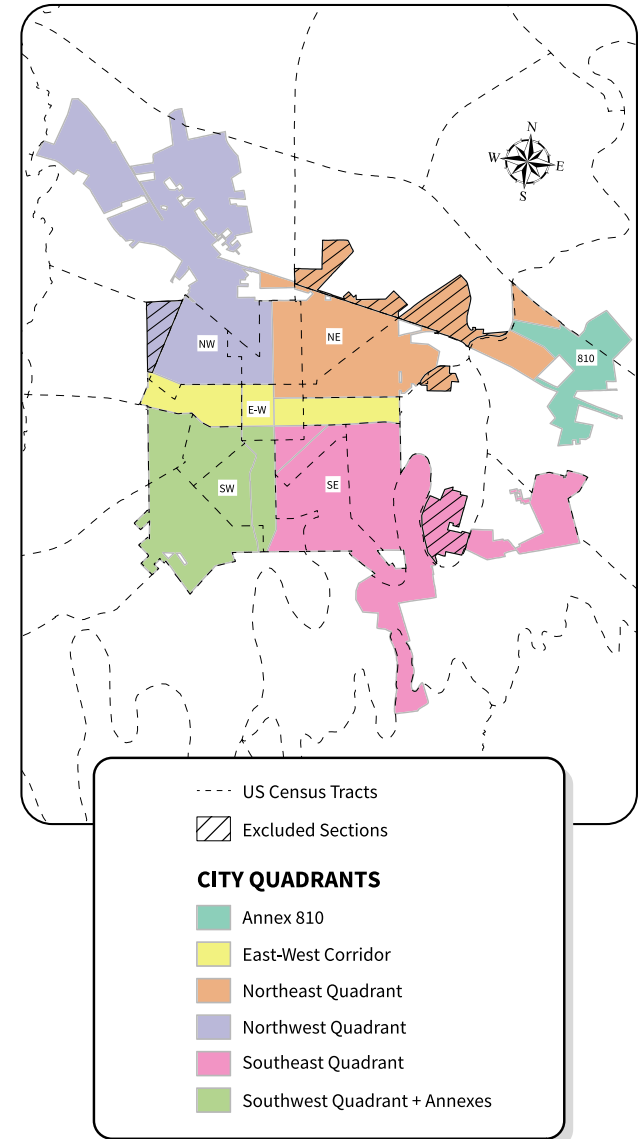 N
W
E
S
NW
NE
810
E-W
SW
SE
US Census Tracts
Excluded Sections
CITY QUADRANTS
Annex 810
East-West Corridor
Northeast Quadrant
Northwest Quadrant
Southeast Quadrant
Southwest Quadrant + Annexes